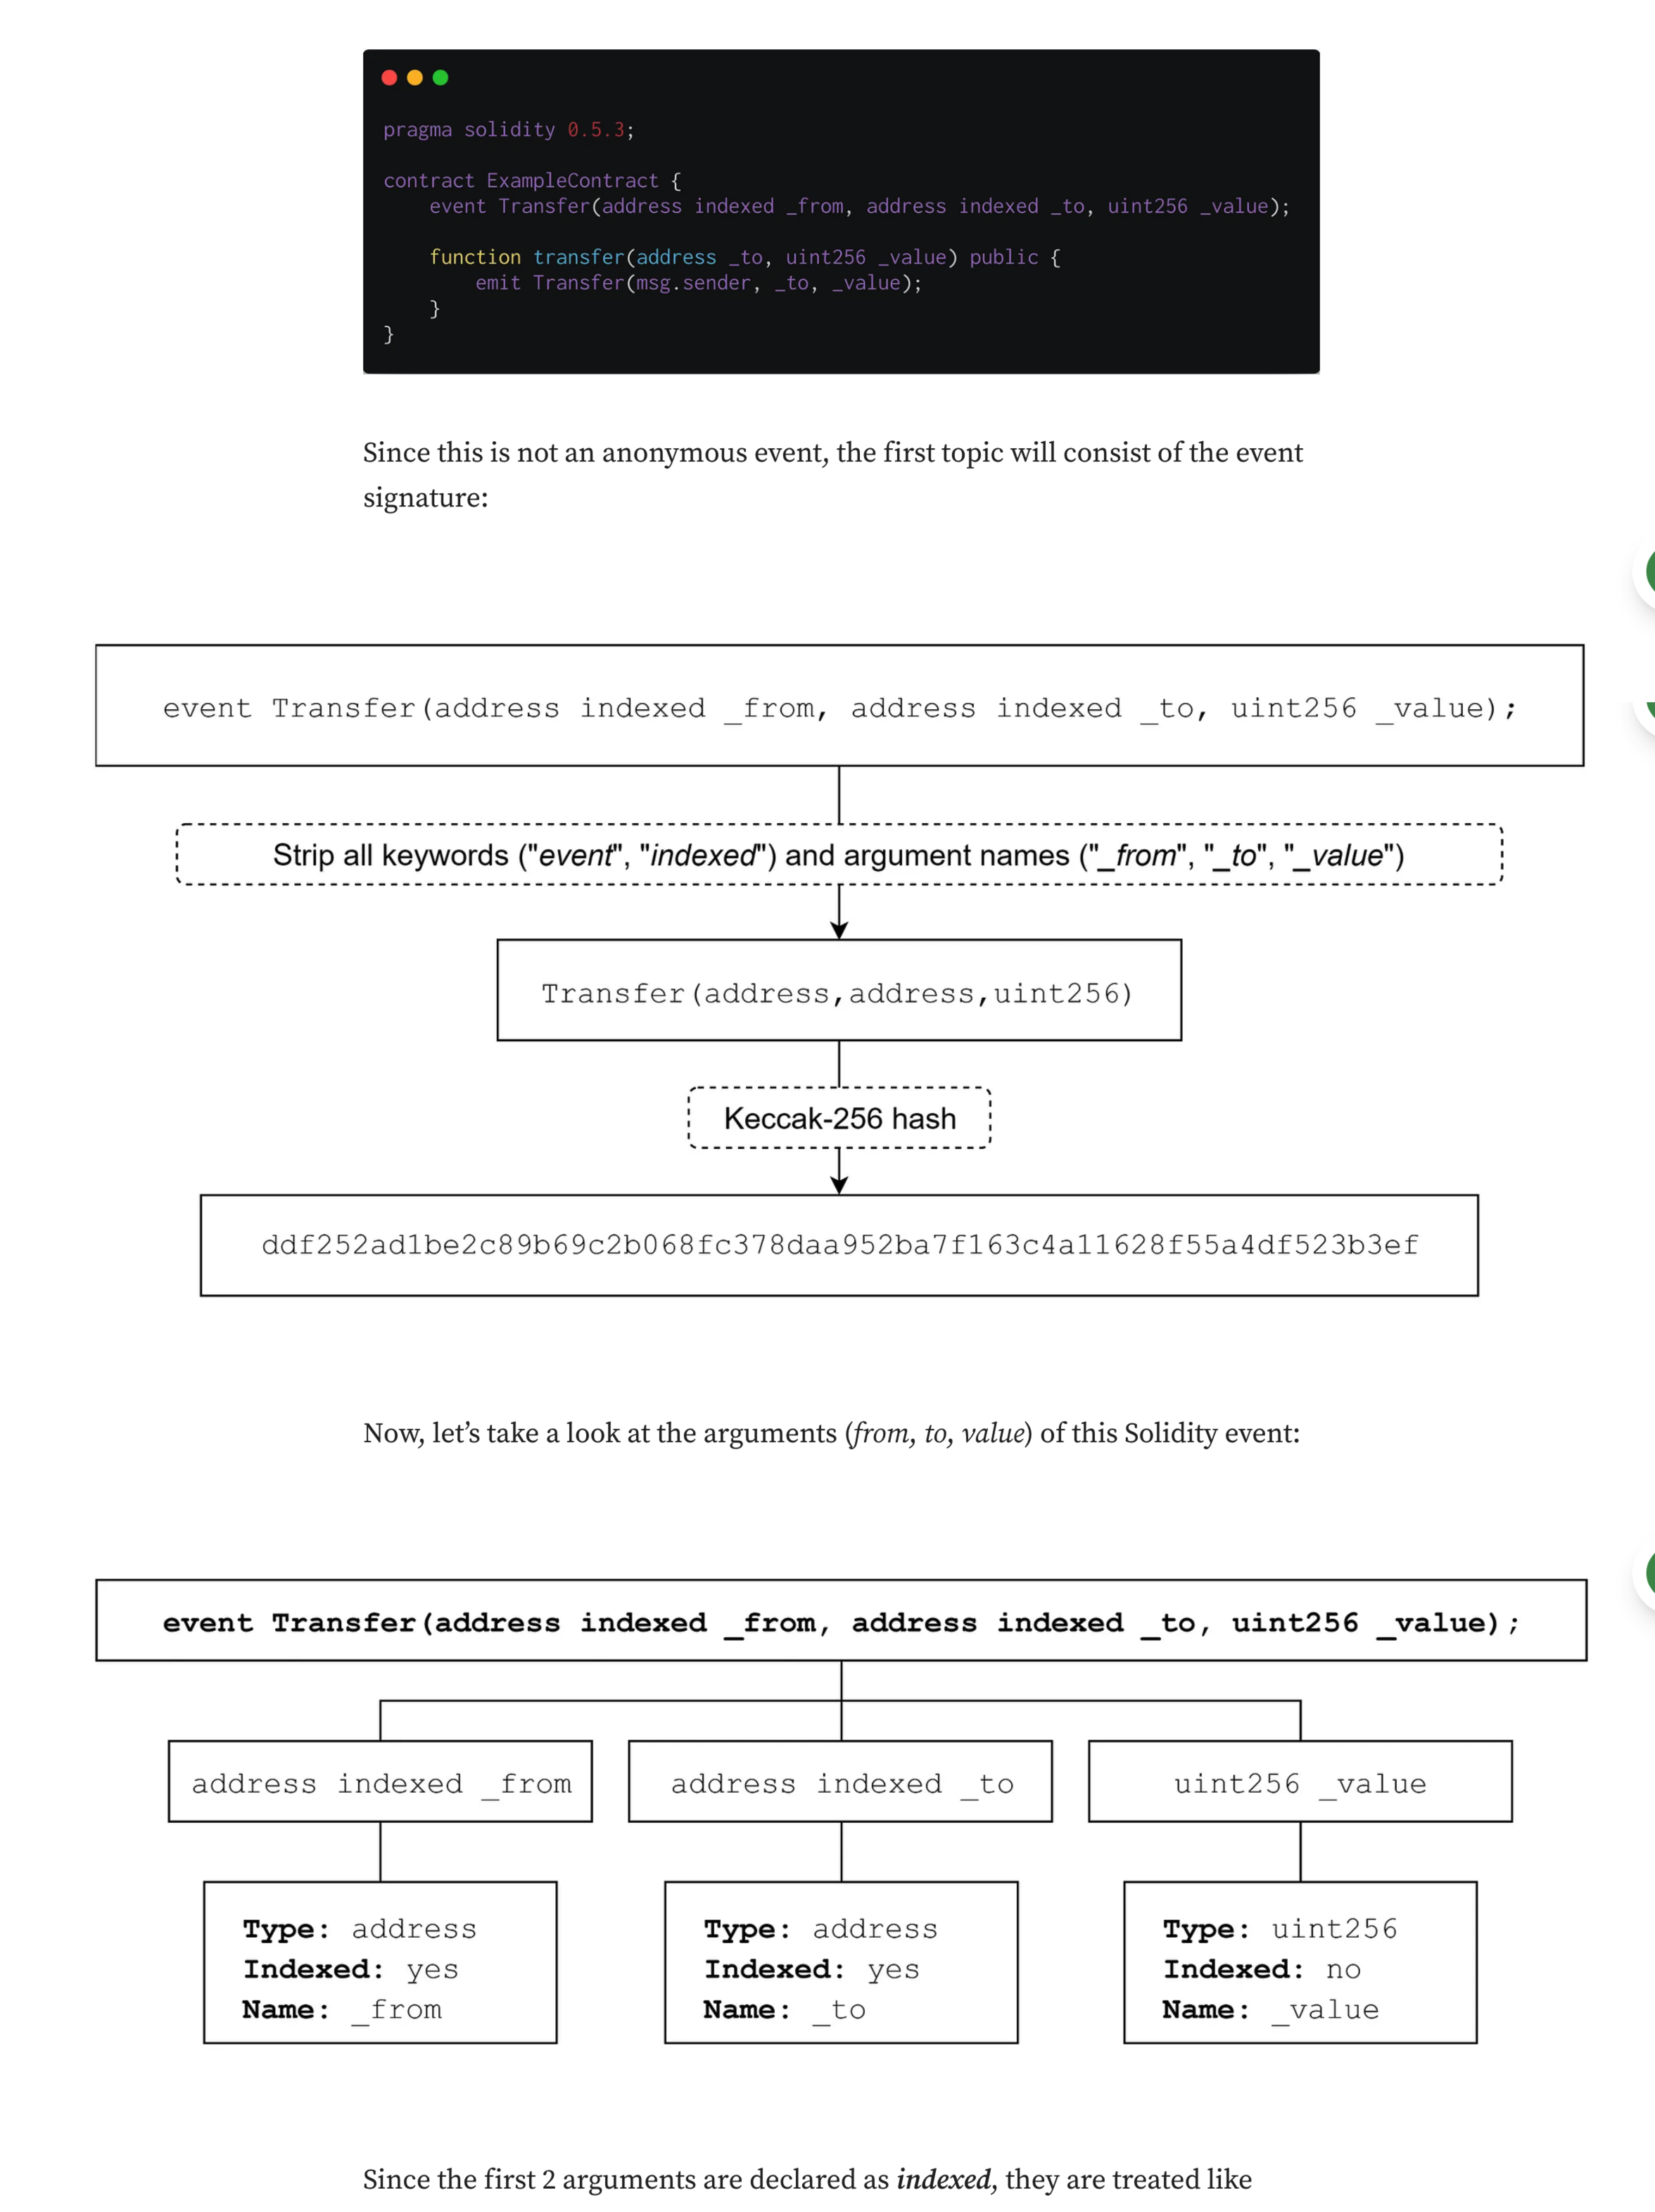 pragma solidity 0.5.3;
contract ExampleContract {
event Transfer(address indexed _from, address indexed _to, uint256 _value);
function transfer(address _to, uint256 _value) public {
emit Transfer(msg.sender, _to, _value);
}
}
Since this is not an anonymous event, the first topic will consist of the event
signature:
event Transfer(address indexed _from, address indexed _to, uint256 _value);
Strip all keywords ("event", "indexed") and argument names ("_from", "_to", "_value")
Transfer(address,address,uint256)
Keccak-256 hash
ddf252ad1be2c89b69c2b068fc378daa952ba7f163c4a11628f55a4df523b3ef
Now, let’s take a look at the arguments (from, to, value) of this Solidity event:
event Transfer(address indexed _from, address indexed _to, uint256 _value);
address indexed _from
address indexed _to
uint256 _value
Type: address
Indexed: yes
Name: _from
Type: address
Indexed: yes
Name: _to
Type: uint256
Indexed: no
Name: _value
Since the first 2 arguments are declared as indexed, they are treated like